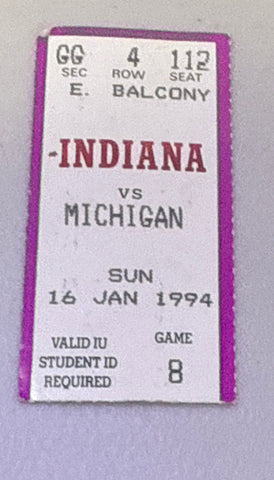 GG 4 112
SEC ROW SEAT
E. BALCONY
-INDIANA
VS
MICHIGAN
SUN
16 JAN 1994
VALID IU GAME
STUDENT ID
REQUIRED 8